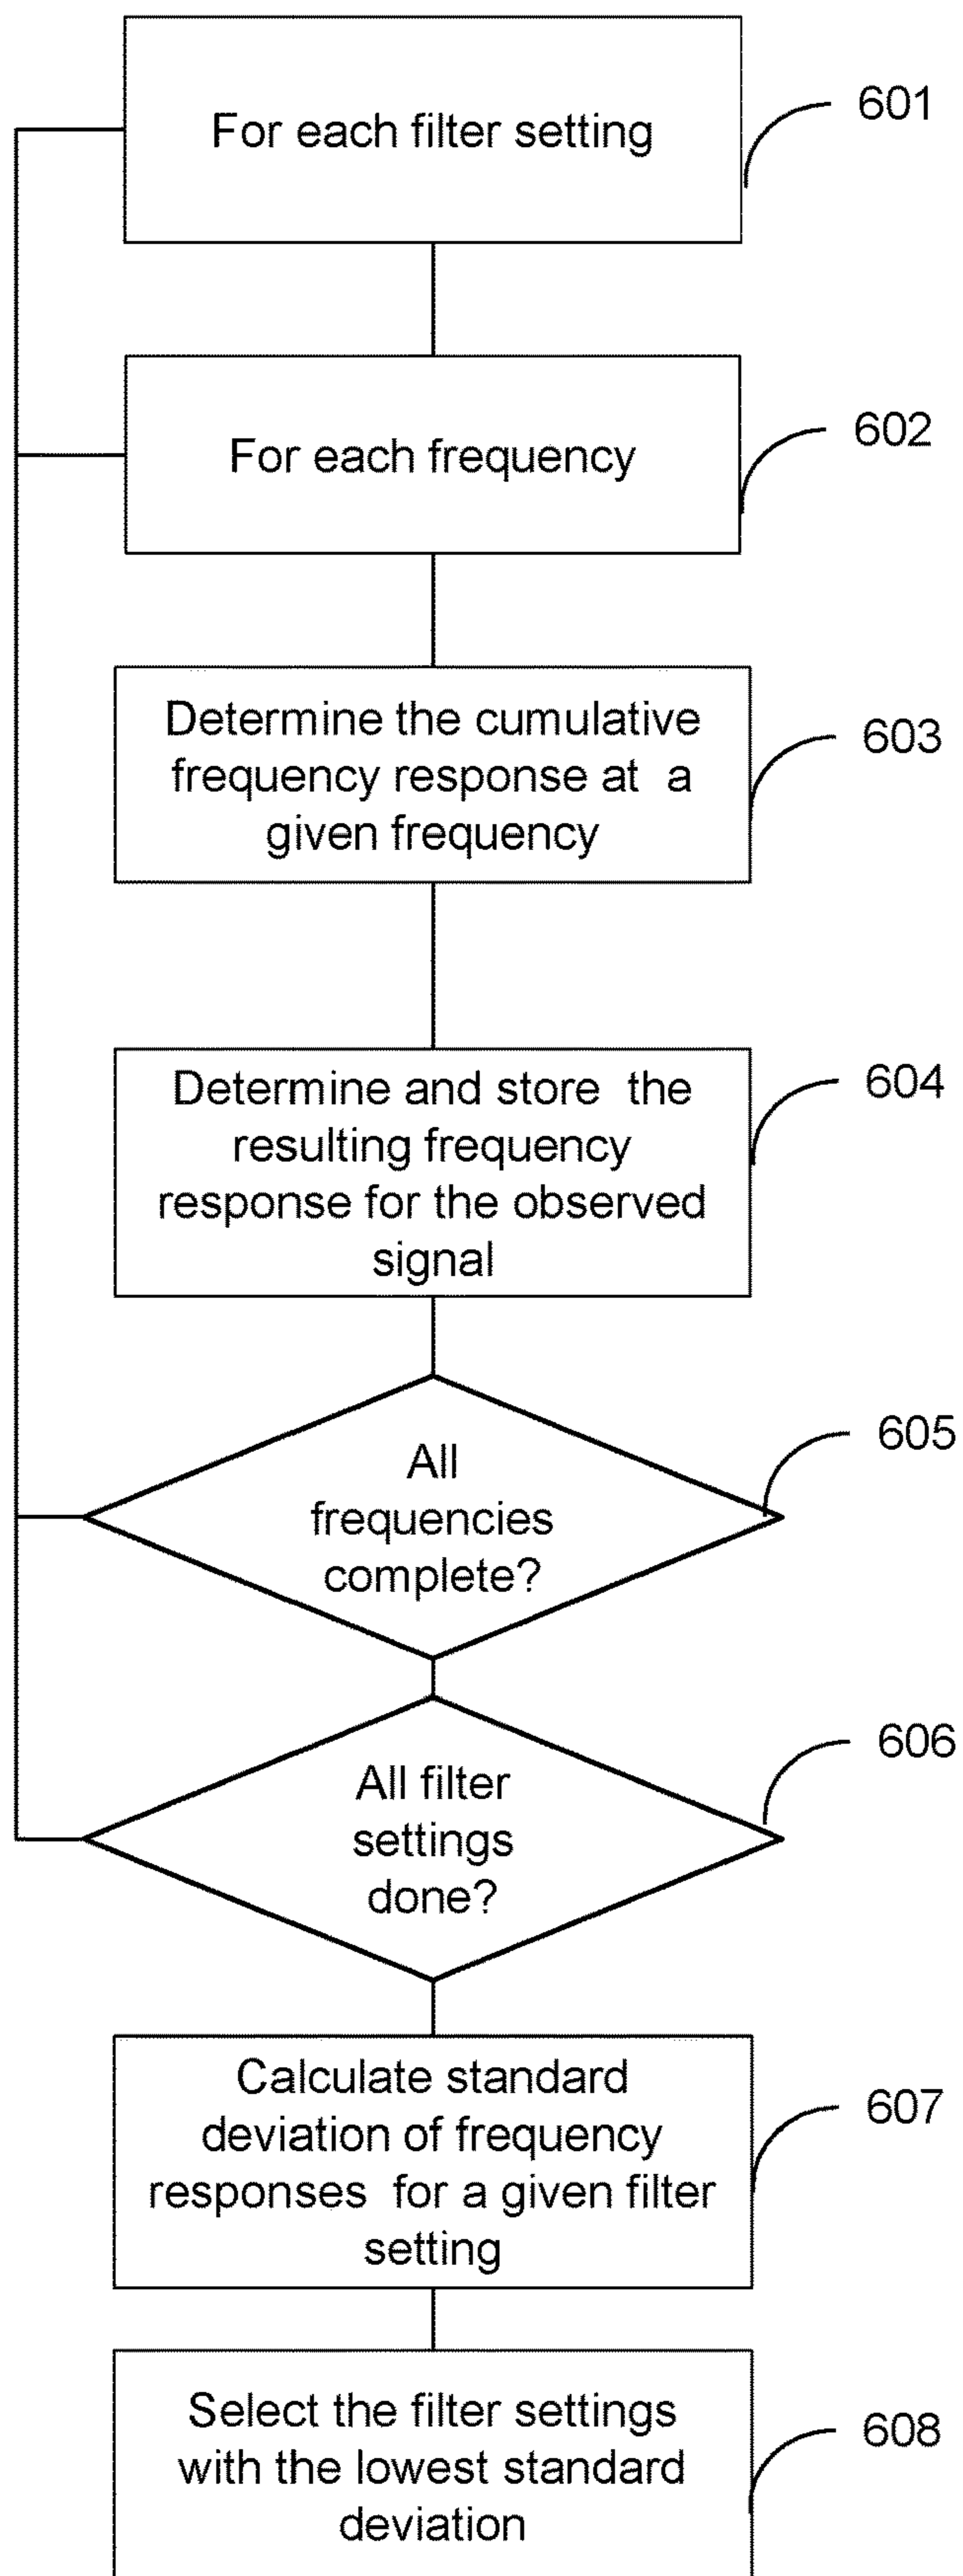 For each filter setting
601
For each frequency
602
Determine the cumulative
frequency response at  a
given frequency
603
Determine and store  the
resulting frequency
response for the observed
signal
604
All
frequencies
complete?
605
All filter
settings
done?
606
Calculate standard
deviation of frequency
responses  for a given filter
setting
607
Select the filter settings
with the lowest standard
deviation
608